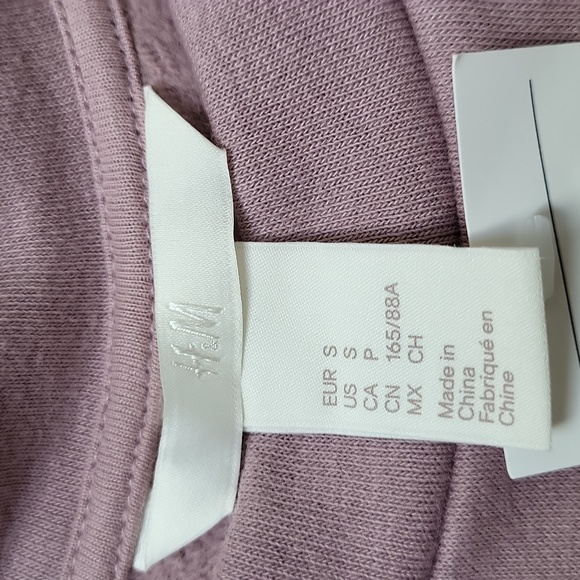 H&M
EUR S
US S
CA P
CN 165/88A
MX CH
Made in
China
Fabriqué en
Chine